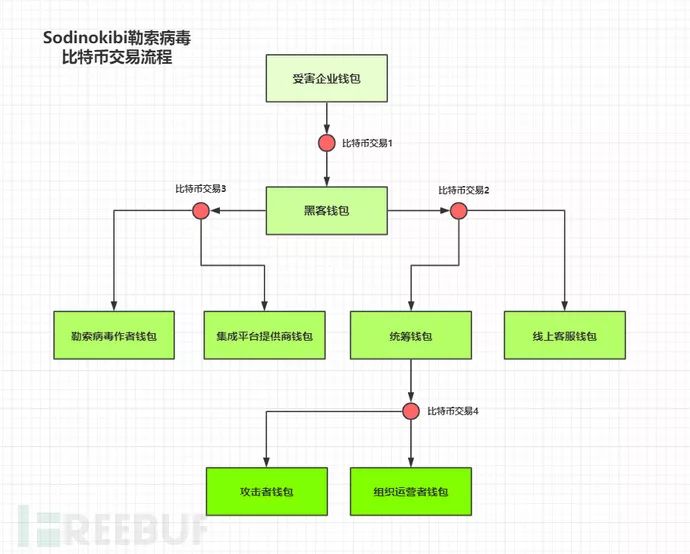 Sodinokibi勒索病毒
比特币交易流程
受害企业钱包
比特币交易1
比特币交易3
黑客钱包
比特币交易2
勒索病毒作者钱包
集成平台提供商钱包
统筹钱包
线上客服钱包
比特币交易4
攻击者钱包
组织运营者钱包
FREEBUF